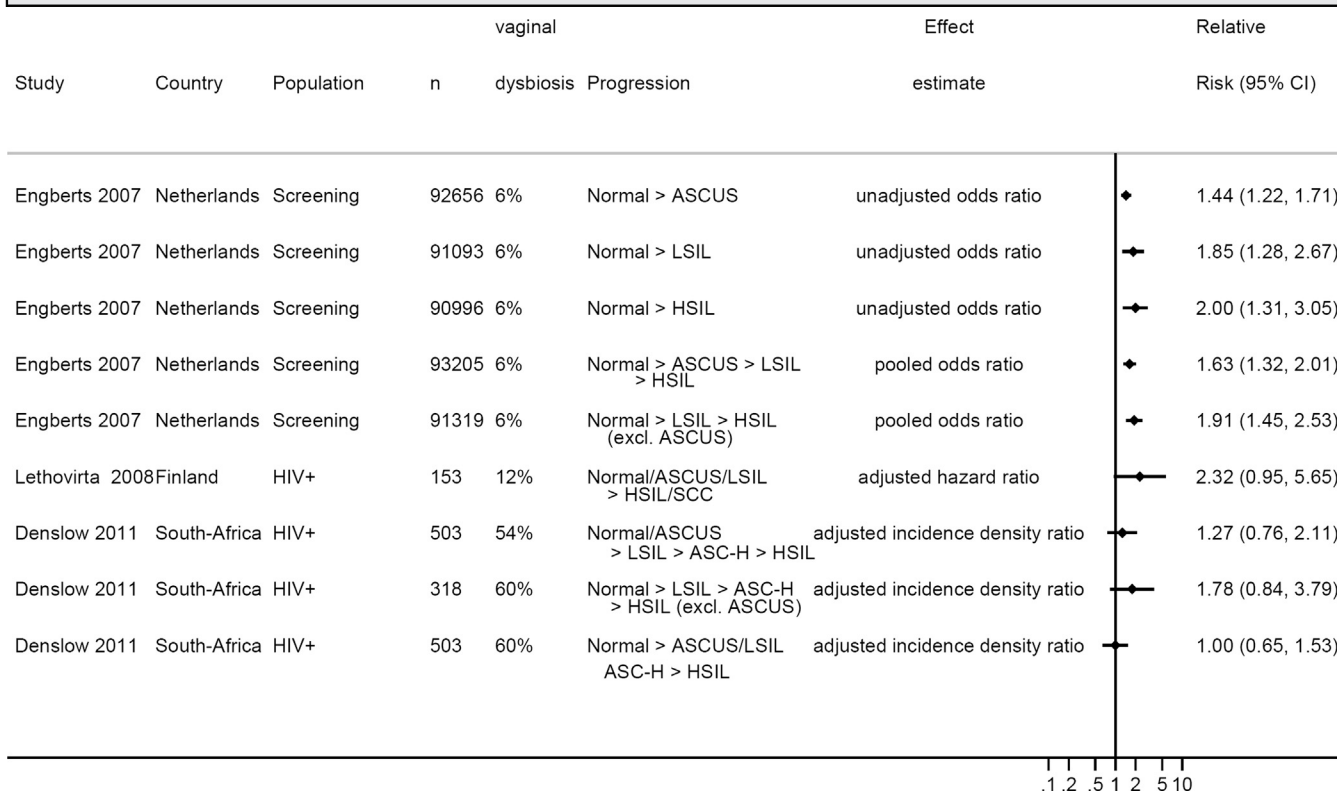 vaginal Effect Relative
Study Country Population n dysbiosis Progression estimate Risk (95% CI)
Engberts 2007 Netherlands Screening 92656 6% Normal > ASCUS unadjusted odds ratio 1.44 (1.22, 1.71)
Engberts 2007 Netherlands Screening 91093 6% Normal > LSIL unadjusted odds ratio 1.85 (1.28, 2.67)
Engberts 2007 Netherlands Screening 90996 6% Normal > HSIL unadjusted odds ratio 2.00 (1.31, 3.05)
Engberts 2007 Netherlands Screening 93205 6% Normal > ASCUS > LSIL pooled odds ratio 1.63 (1.32, 2.01)
> HSIL
Engberts 2007 Netherlands Screening 91319 6% Normal > LSIL > HSIL pooled odds ratio 1.91 (1.45, 2.53)
(excl. ASCUS)
Lethovirta 2008 Finland HIV+ 153 12% Normal/ASCUS/LSIL adjusted hazard ratio 2.32 (0.95, 5.65)
> HSIL/SCC
Denslow 2011 South-Africa HIV+ 503 54% Normal/ASCUS adjusted incidence density ratio 1.27 (0.76, 2.11)
> LSIL > ASC-H > HSIL
Denslow 2011 South-Africa HIV+ 318 60% Normal > LSIL > ASC-H adjusted incidence density ratio 1.78 (0.84, 3.79)
> HSIL (excl. ASCUS)
Denslow 2011 South-Africa HIV+ 503 60% Normal > ASCUS/LSIL adjusted incidence density ratio 1.00 (0.65, 1.53)
ASC-H > HSIL
.1 .2 .5 1 2 5 10